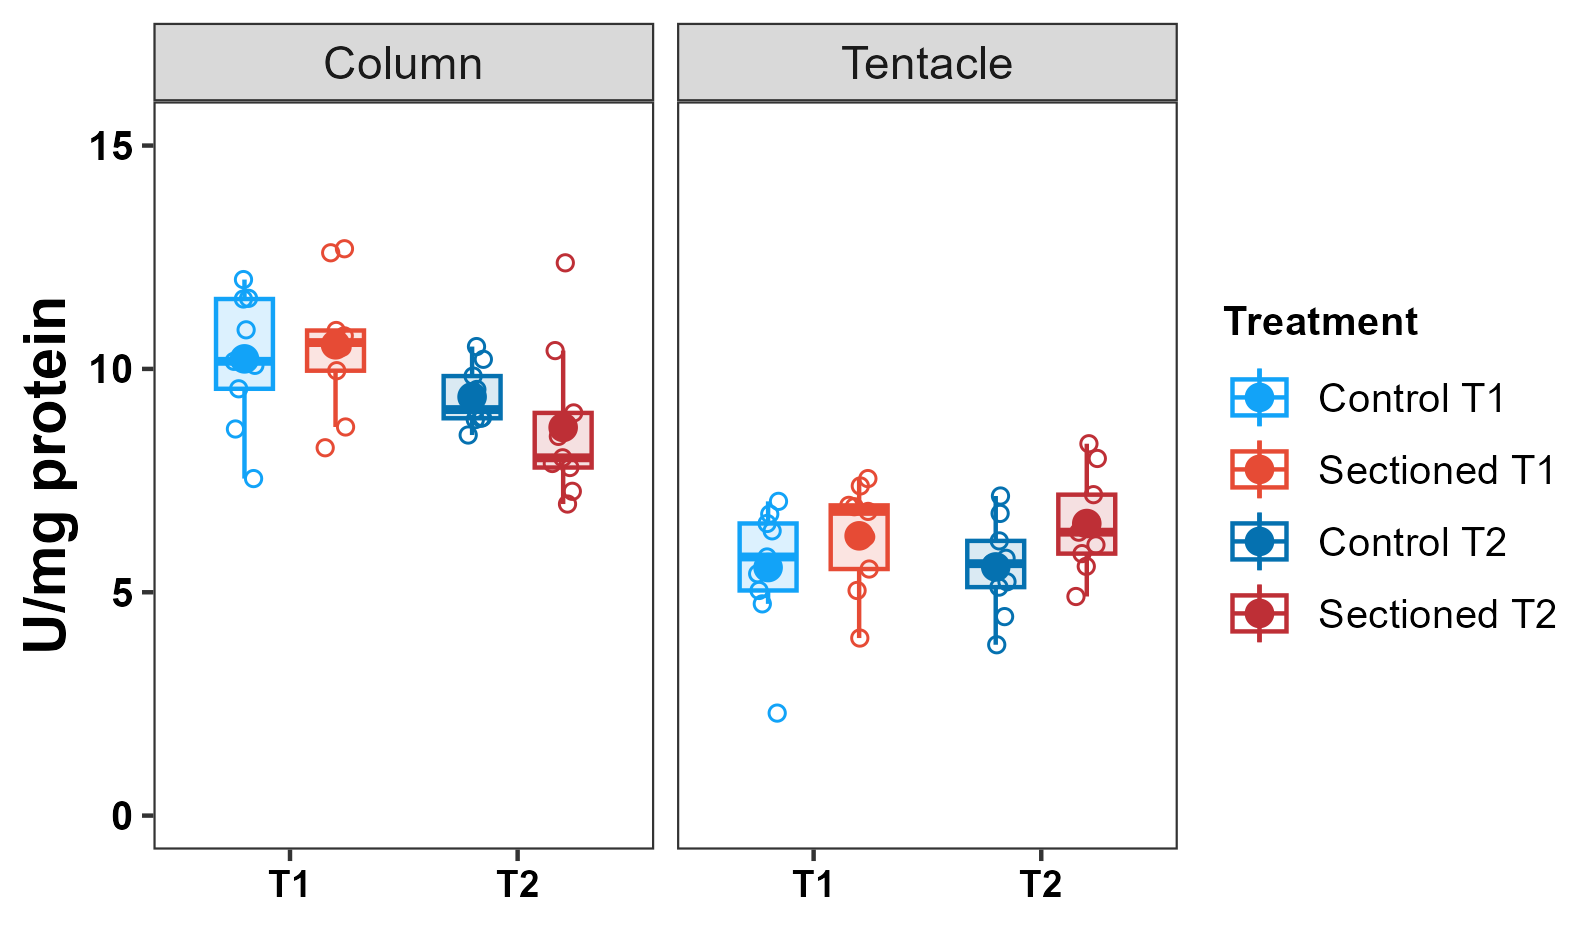 Column
Tentacle
U/mg protein
15
10
5
0
T1
T2
T1
T2
Treatment
Control T1
Sectioned T1
Control T2
Sectioned T2